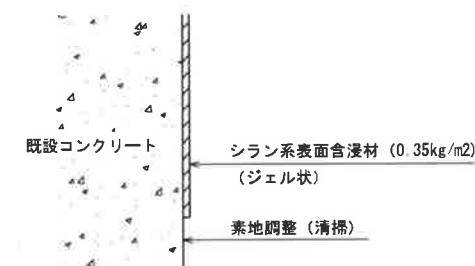 既設コンクリート
シラン系表面含浸材（0.35kg/m2）
（ジェル状）
素地調整（清掃）